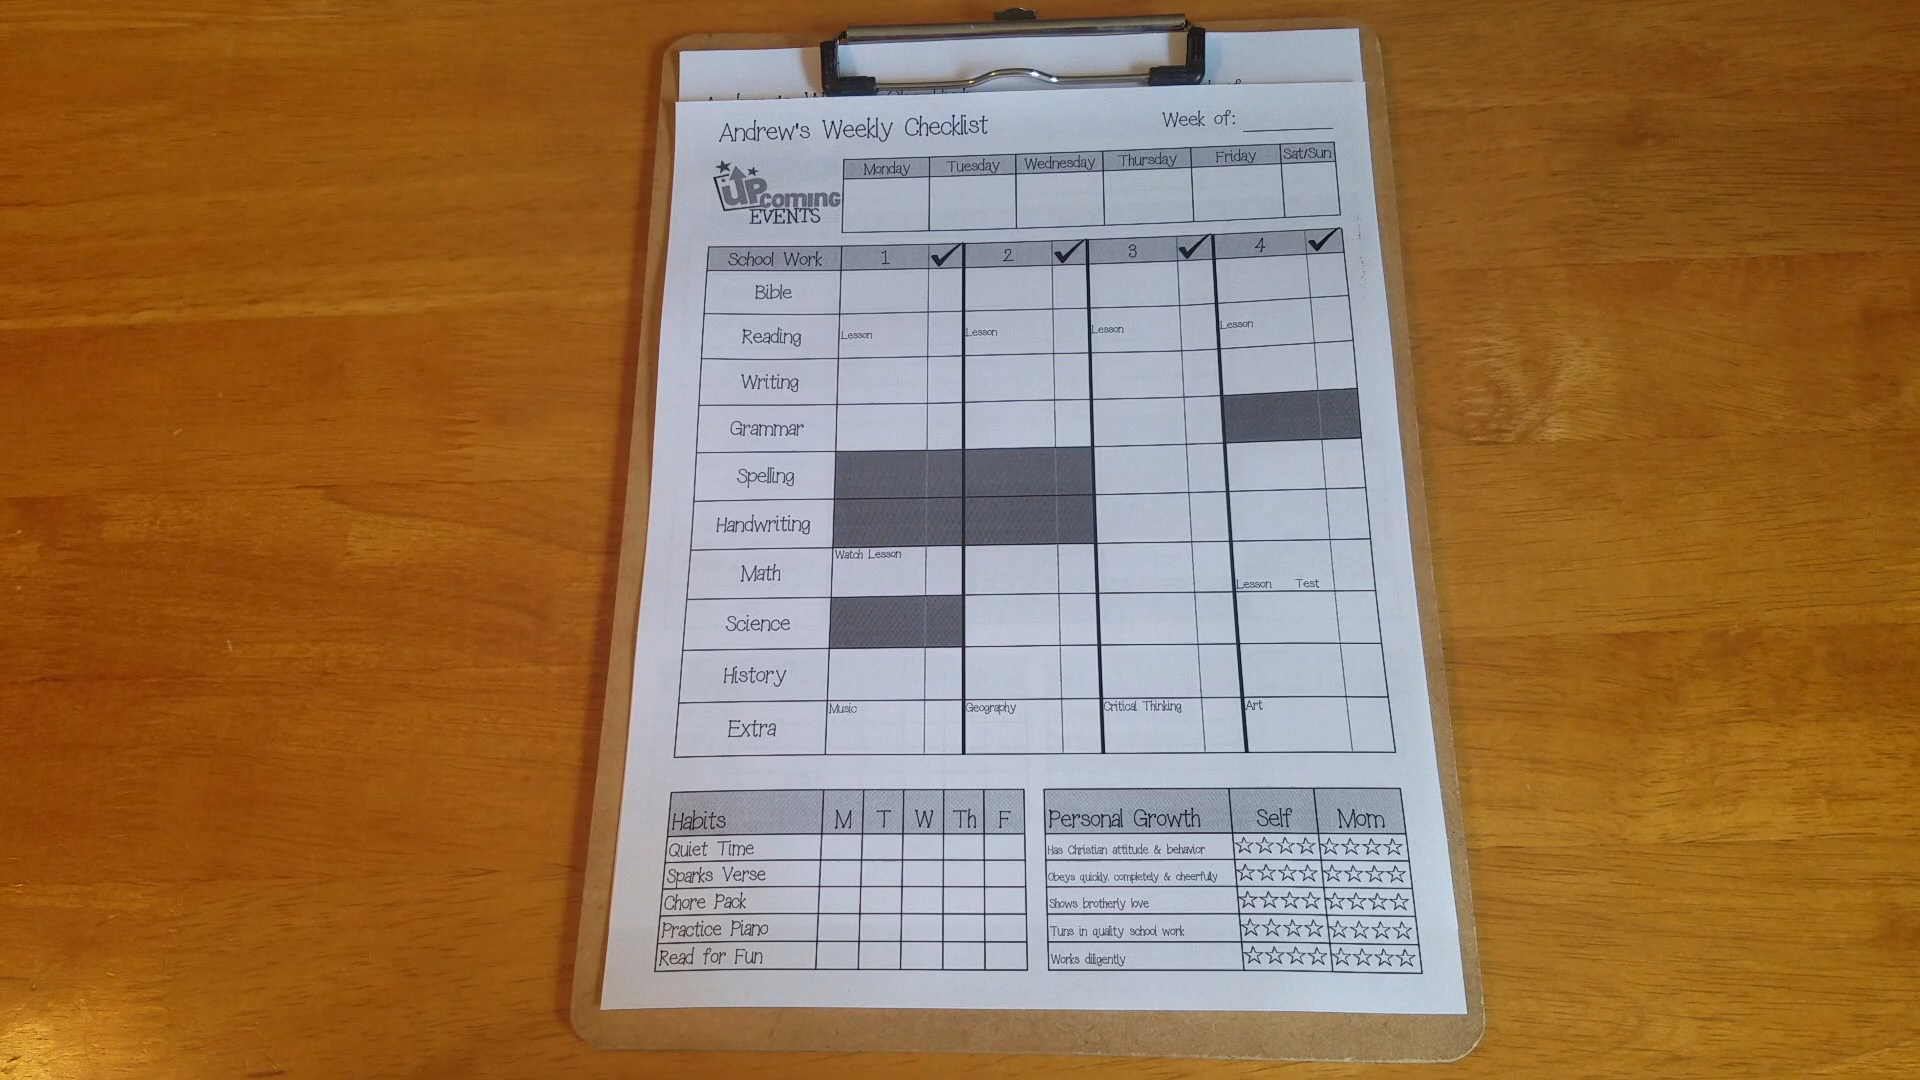 Andrew's Weekly Checklist Week of:
UPcoming EVENTS
Monday Tuesday Wednesday Thursday Friday Sat/Sun
School Work 1 2 3 4
Bible
Reading Lesson Lesson Lesson Lesson
Writing
Grammar
Spelling
Handwriting
Math Watch Lesson Lesson Test
Science
History
Extra Music Geography Critical Thinking Art
Habits M T W Th F
Quiet Time
Sparks Verse
Chore Pack
Practice Piano
Read for Fun
Personal Growth Self Mom
Has Christian attitude & behavior
Obeys quickly, completely & cheerfully
Shows brotherly love
Tuns in quality school work
Works diligently